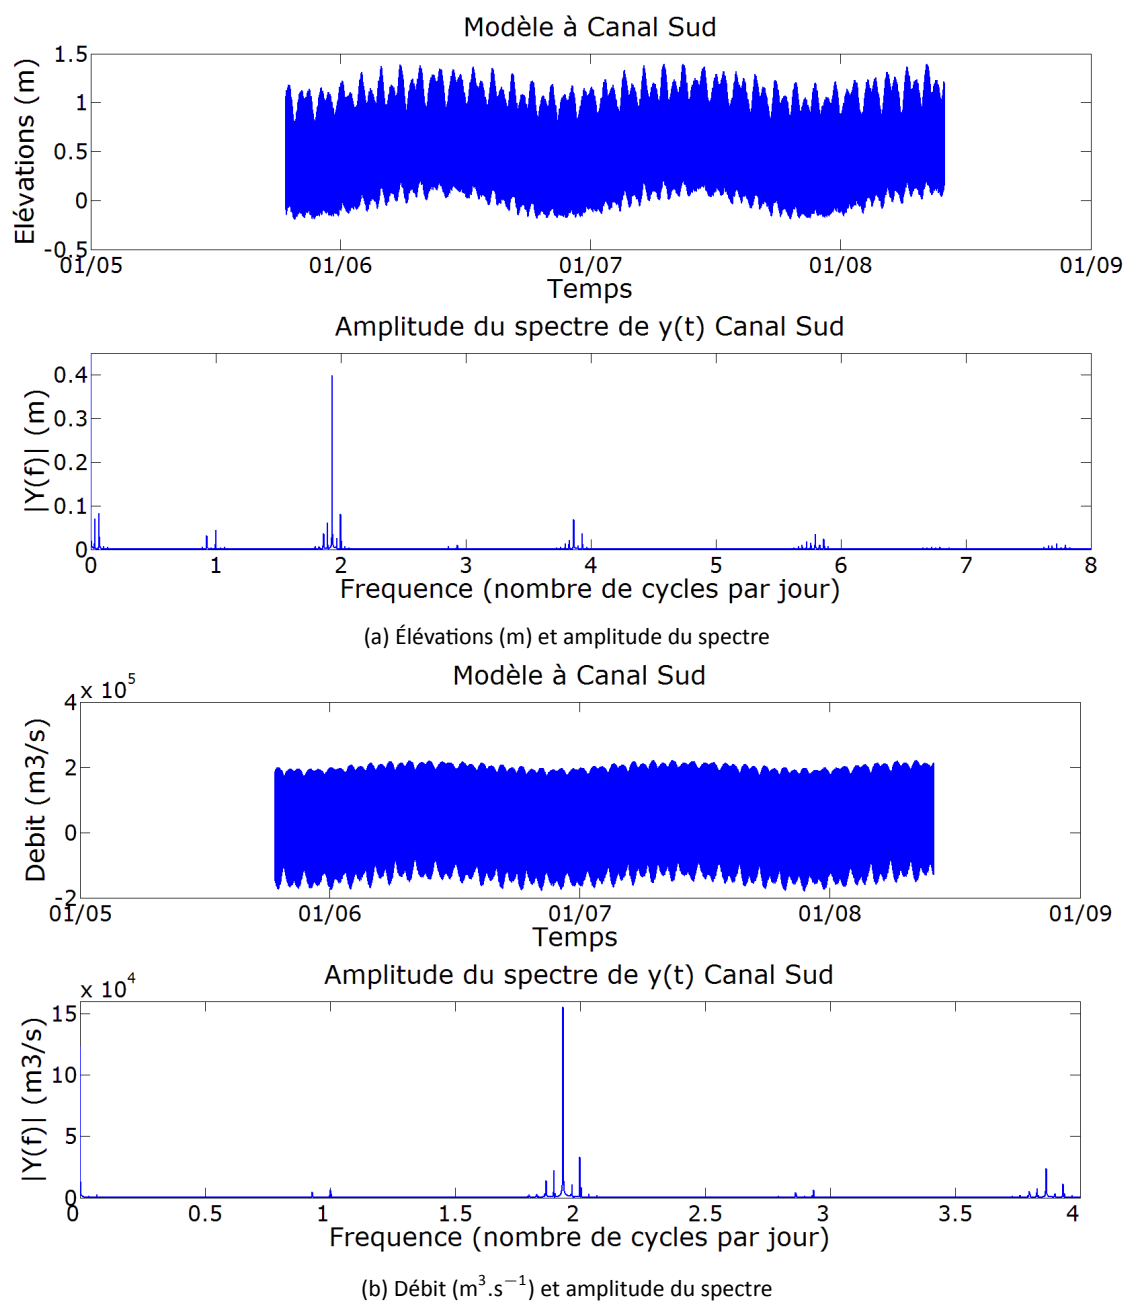 Modèle à Canal Sud
1.5
1
0.5
0
-0.5
Elévations (m)
01/05 01/06 01/07 01/08 01/09
Temps
Amplitude du spectre de y(t) Canal Sud
0.4
0.3
0.2
0.1
0
|Y(f)| (m)
0 1 2 3 4 5 6 7 8
Frequence (nombre de cycles par jour)
(a) Élévations (m) et amplitude du spectre
Modèle à Canal Sud
x 10⁵
4
2
0
-2
Debit (m3/s)
01/05 01/06 01/07 01/08 01/09
Temps
Amplitude du spectre de y(t) Canal Sud
x 10⁴
15
10
5
0
|Y(f)| (m3/s)
0 0.5 1 1.5 2 2.5 3 3.5 4
Frequence (nombre de cycles par jour)
(b) Débit (m³.s⁻¹) et amplitude du spectre